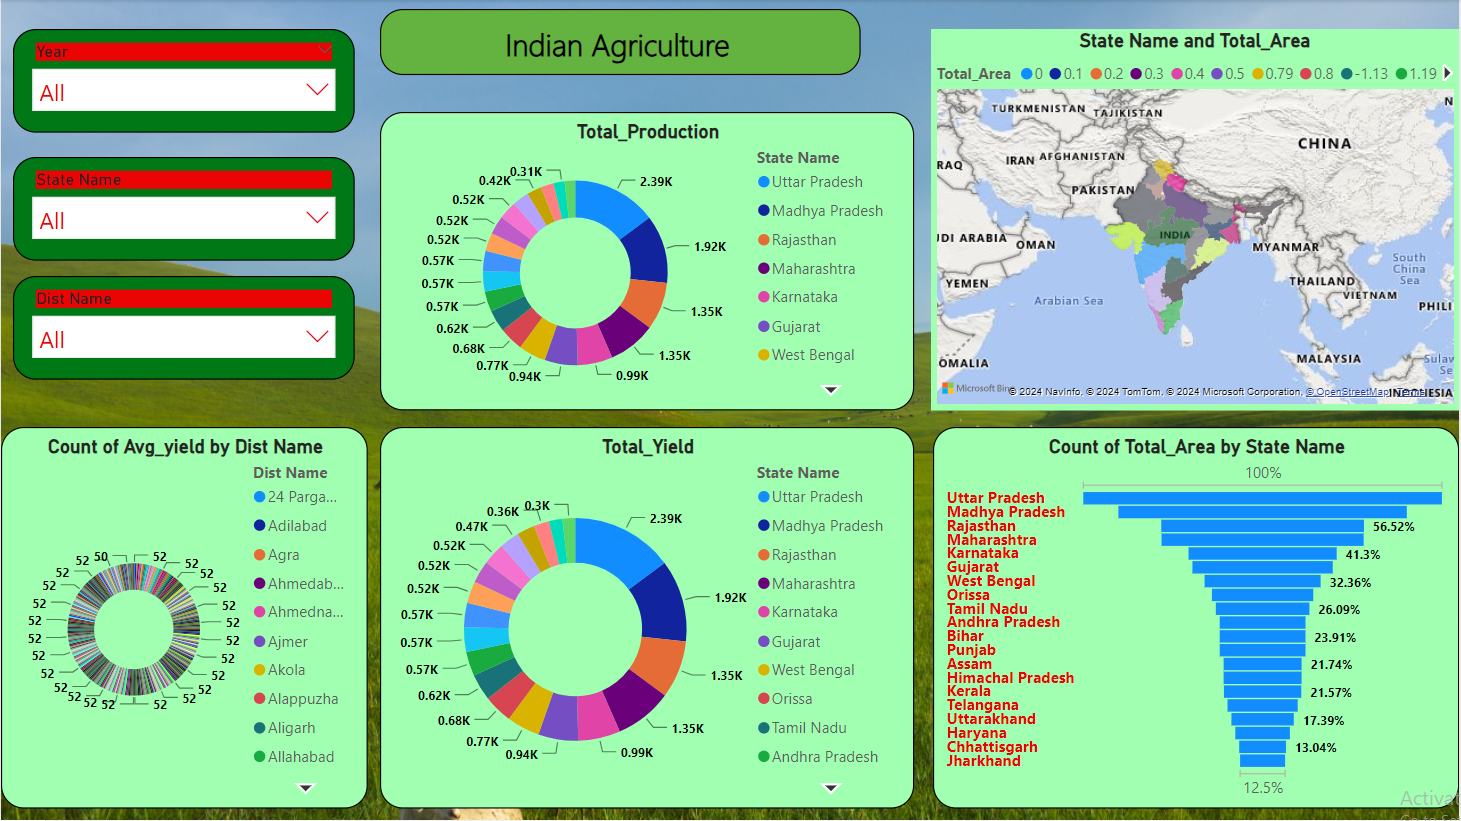 Indian Agriculture
Year
All
State Name
All
Dist Name
All
Total_Production
0.31K
0.42K
0.52K
0.52K
0.52K
0.57K
0.57K
0.57K
0.62K
0.68K
0.77K
0.94K
0.99K
1.35K
1.35K
1.92K
2.39K
State Name
Uttar Pradesh
Madhya Pradesh
Rajasthan
Maharashtra
Karnataka
Gujarat
West Bengal
State Name and Total_Area
Total_Area 0 0.1 0.2 0.3 0.4 0.5 0.79 0.8 -1.13 1.19
TURKMENISTAN
TAJIKISTAN
CHINA
IRAN
AFGHANISTAN
RAQ
PAKISTAN
INDIA
JDI ARABIA
OMAN
MYANMAR
South
China
Sea
YEMEN
THAILAND
VIETNAM
Arabian Sea
PHILI
OMALIA
MALAYSIA
Sulaw
Se
INDONESIA
Microsoft Bing
© 2024 NavInfo, © 2024 TomTom, © 2024 Microsoft Corporation, © OpenStreetMap Terms
Count of Avg_yield by Dist Name
52 50 52
52 52
52 52
52 52
52 52
52 52
52 52
52 52
52 52
52 52 52 52
Dist Name
24 Parga...
Adilabad
Agra
Ahmedab...
Ahmedna...
Ajmer
Akola
Alappuzha
Aligarh
Allahabad
Total_Yield
0.3K
0.36K
0.47K
0.52K
0.52K
0.52K
0.57K
0.57K
0.57K
0.62K
0.68K
0.77K
0.94K
0.99K
1.35K
1.35K
1.92K
2.39K
State Name
Uttar Pradesh
Madhya Pradesh
Rajasthan
Maharashtra
Karnataka
Gujarat
West Bengal
Orissa
Tamil Nadu
Andhra Pradesh
Count of Total_Area by State Name
100%
Uttar Pradesh
Madhya Pradesh
Rajasthan 56.52%
Maharashtra
Karnataka 41.3%
Gujarat
West Bengal 32.36%
Orissa
Tamil Nadu 26.09%
Andhra Pradesh
Bihar 23.91%
Punjab
Assam 21.74%
Himachal Pradesh
Kerala 21.57%
Telangana
Uttarakhand 17.39%
Haryana
Chhattisgarh 13.04%
Jharkhand
12.5%
Activa